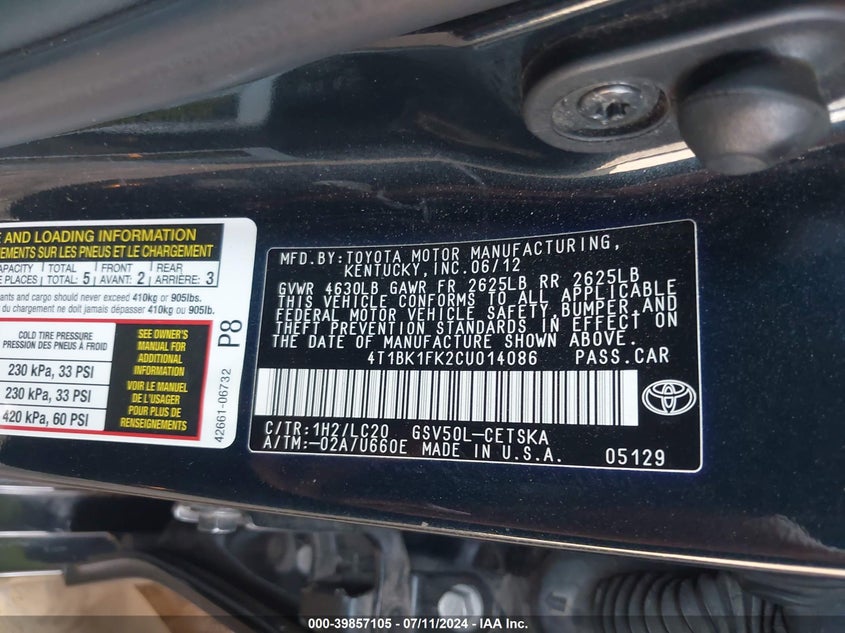 E AND LOADING INFORMATION
NEMENTS SUR LES PNEUS ET LE CHARGEMENT
TOTAL 5 FRONT 2 REAR 3
PLACES TOTAL: AVANT: ARRIÈRE:
ants and cargo should never exceed 410kg or 905lbs.
du chargement ne doit jamais dépasser 410kg ou 905lb.
COLD TIRE PRESSURE
PRESSION DES PNEUS À FROID
230 kPa, 33 PSI
230 kPa, 33 PSI
420 kPa, 60 PSI
SEE OWNER'S
MANUAL FOR
ADDITIONAL
INFORMATION
VOIR LE MANUEL
DE L'USAGER
POUR PLUS DE
RENSEIGNEMENTS
P8
42661-06732
MFD.BY:TOYOTA MOTOR MANUFACTURING,
KENTUCKY, INC.06/12
GVWR 4630LB GAWR FR 2625LB RR 2625LB
THIS VEHICLE CONFORMS TO ALL APPLICABLE
FEDERAL MOTOR VEHICLE SAFETY,BUMPER,AND
THEFT PREVENTION STANDARDS IN EFFECT ON
THE DATE OF MANUFACTURE SHOWN ABOVE.
4T1BK1FK2CU014086 PASS.CAR
C/TR:1H2/LC20 GSV50L-CETSKA
A/TM:-02A/U660E MADE IN U.S.A. 05129
000-39857105 - 07/11/2024 - IAA Inc.